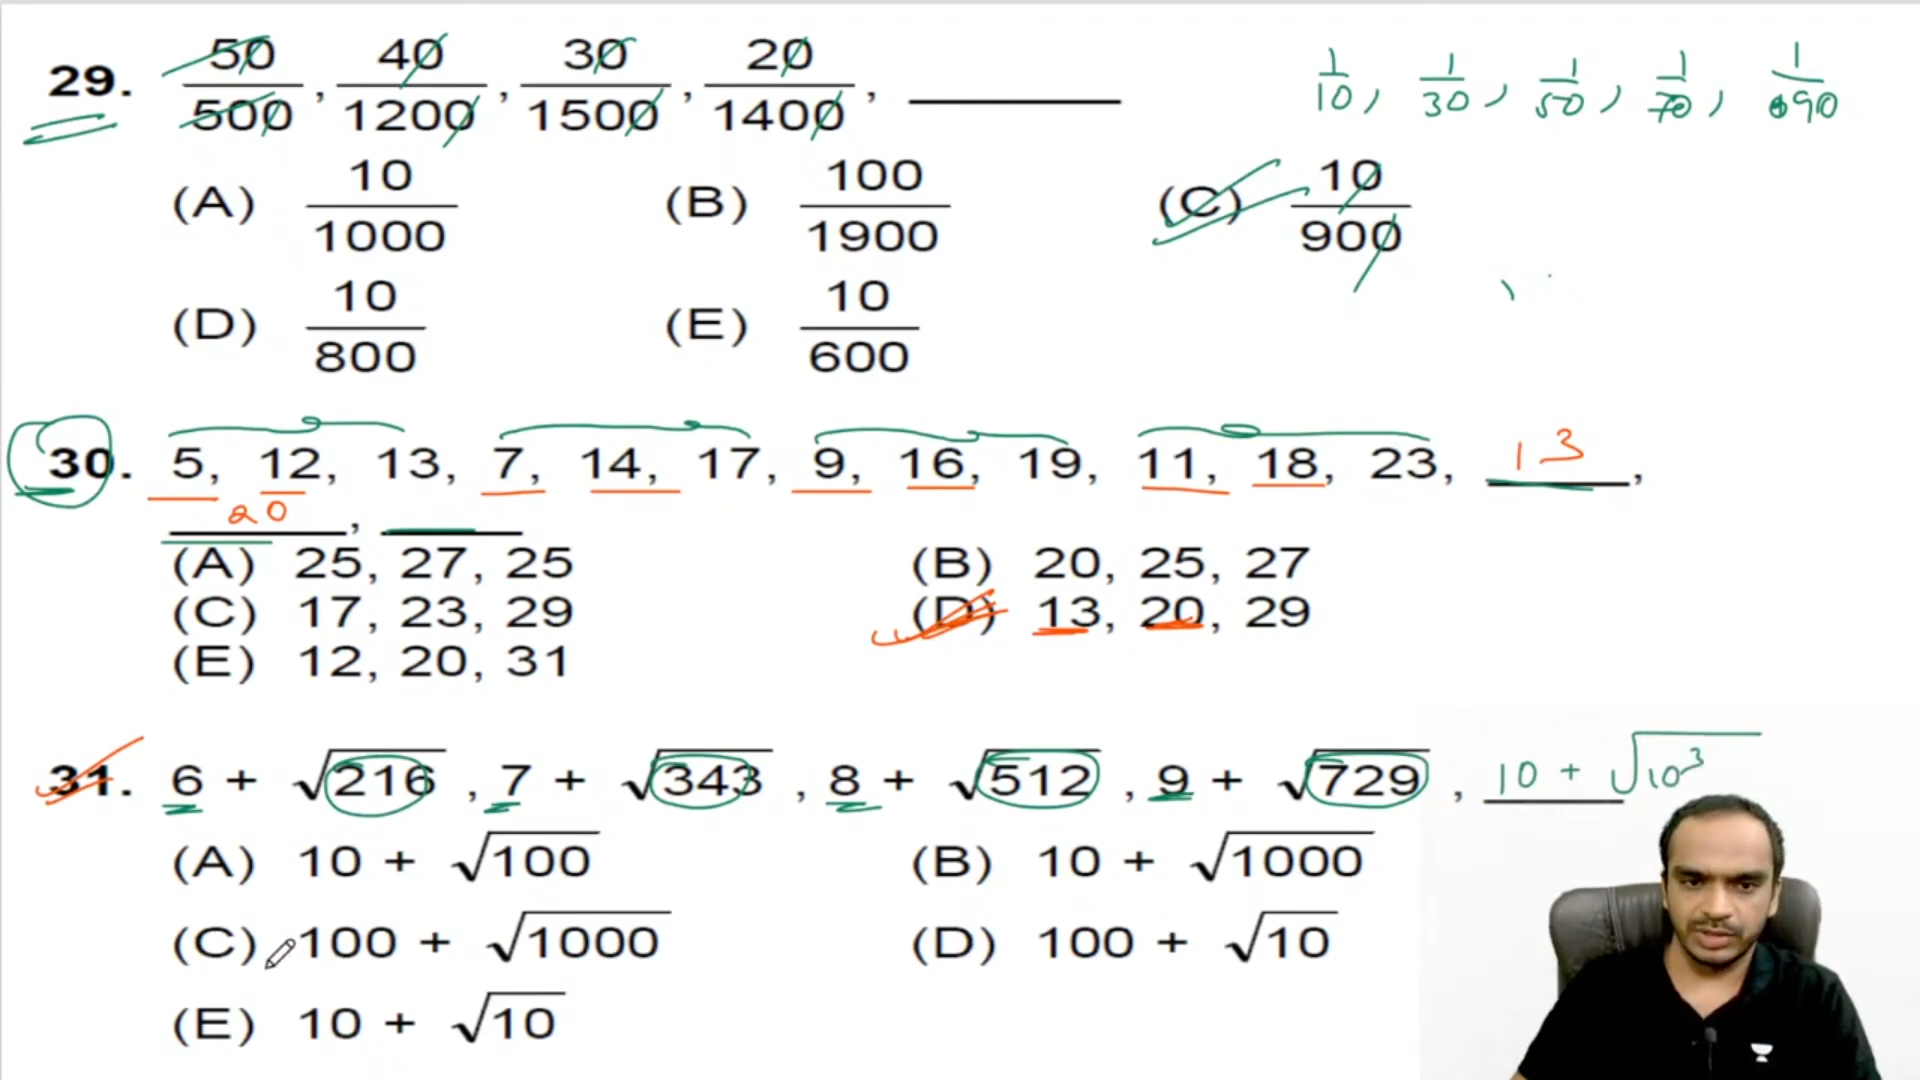 29. 50/500, 40/1200, 30/1500, 20/1400, ______ 1/10, 1/30, 1/50, 1/70, 1/90
(A) 10/1000 (B) 100/1900 (C) 10/900
(D) 10/800 (E) 10/600
30. 5, 12, 13, 7, 14, 17, 9, 16, 19, 11, 18, 23, 13,
20, ______
(A) 25, 27, 25 (B) 20, 25, 27
(C) 17, 23, 29 (D) 13, 20, 29
(E) 12, 20, 31
31. 6 + √216, 7 + √343, 8 + √512, 9 + √729, 10 + √10³
(A) 10 + √100 (B) 10 + √1000
(C) 100 + √1000 (D) 100 + √10
(E) 10 + √10